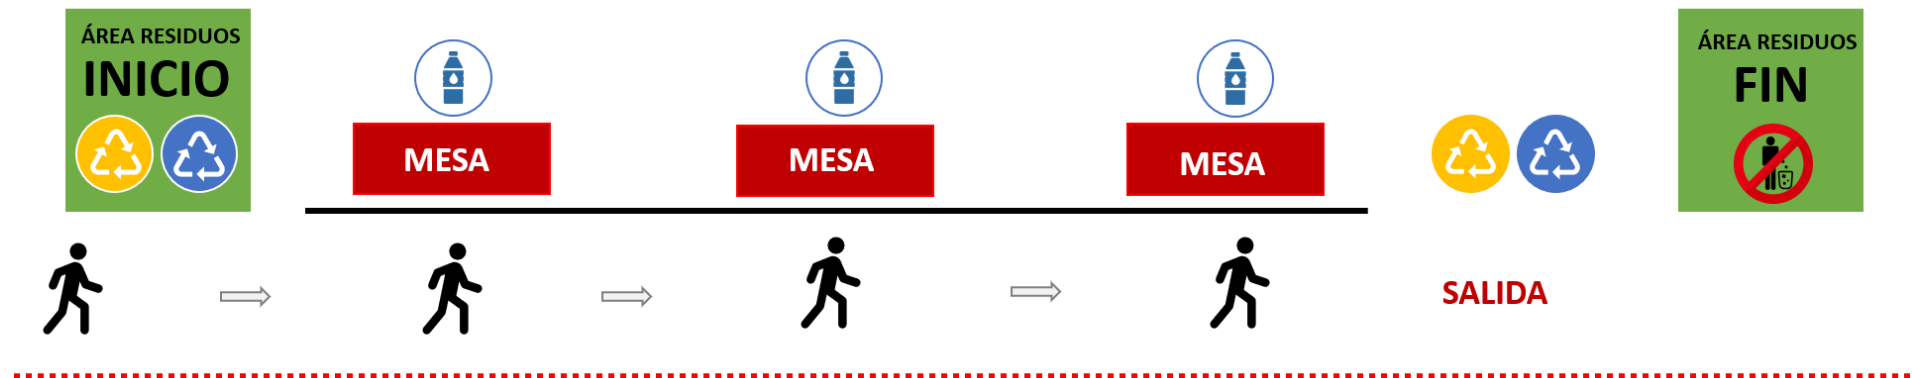 ÁREA RESIDUOS
INICIO
MESA
MESA
MESA
ÁREA RESIDUOS
FIN
SALIDA